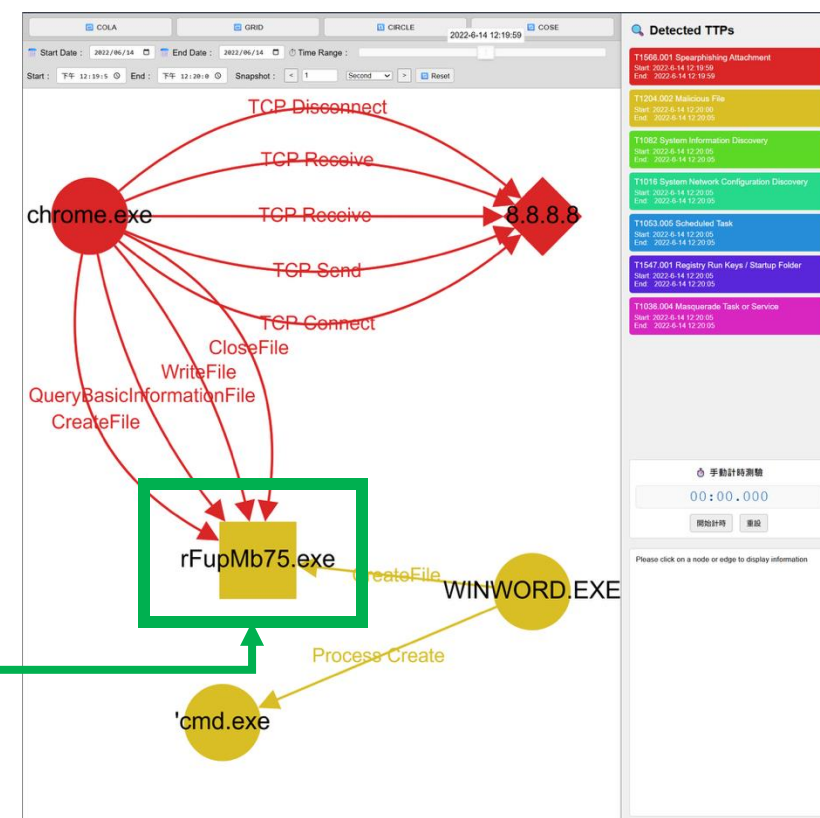 COLA
GRID
CIRCLE
COSE
2022-6-14 12:19:59
Start Date : 2022/06/14 End Date : 2022/06/14 Time Range :
Start : 下午 12:19:5 End : 下午 12:20:0 Snapshot : < 1 Second > Reset
TCP Disconnect
TCP Receive
chrome.exe
TCP Receive
8.8.8.8
TCP Send
TCP Connect
CloseFile
WriteFile
QueryBasicInformationFile
CreateFile
rFupMb75.exe
CreateFile
WINWORD.EXE
Process Create
'cmd.exe
Detected TTPs
T1566.001 Spearphishing Attachment
Start: 2022-6-14 12:19:59
End: 2022-6-14 12:19:59
T1204.002 Malicious File
Start: 2022-6-14 12:20:00
End: 2022-6-14 12:20:05
T1082 System Information Discovery
Start: 2022-6-14 12:20:05
End: 2022-6-14 12:20:05
T1016 System Network Configuration Discovery
Start: 2022-6-14 12:20:05
End: 2022-6-14 12:20:05
T1053.005 Scheduled Task
Start: 2022-6-14 12:20:05
End: 2022-6-14 12:20:05
T1547.001 Registry Run Keys / Startup Folder
Start: 2022-6-14 12:20:05
End: 2022-6-14 12:20:05
T1036.004 Masquerade Task or Service
Start: 2022-6-14 12:20:05
End: 2022-6-14 12:20:05
手動計時測驗
00:00.000
開始計時 重設
Please click on a node or edge to display information